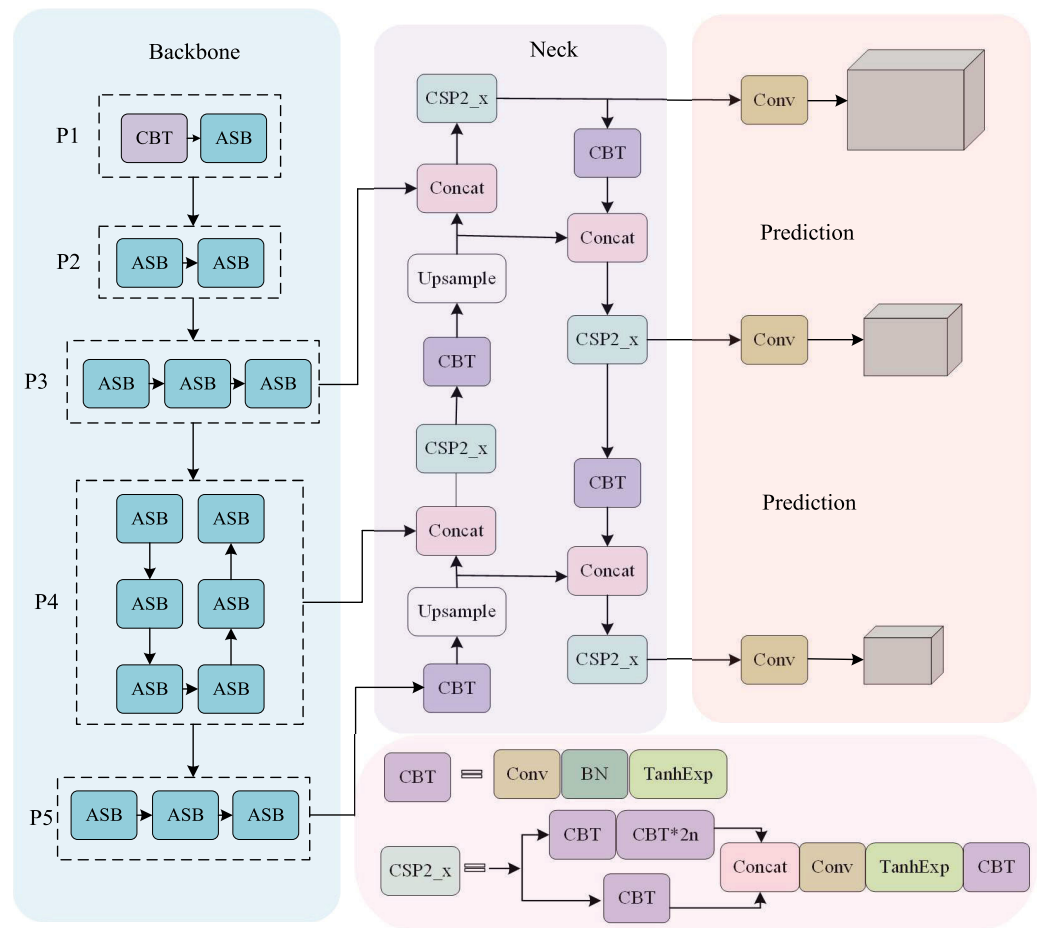 Backbone
P1
CBT
ASB
P2
ASB
ASB
P3
ASB
ASB
ASB
P4
ASB
ASB
ASB
ASB
ASB
ASB
P5
ASB
ASB
ASB
Neck
CSP2_x
CBT
Concat
Concat
Upsample
CSP2_x
CBT
CSP2_x
CBT
Concat
Concat
Upsample
CSP2_x
CBT
Conv
Prediction
Conv
Prediction
Conv
CBT = Conv BN TanhExp
CBT CBT*2n
CSP2_x = Concat Conv TanhExp CBT
CBT